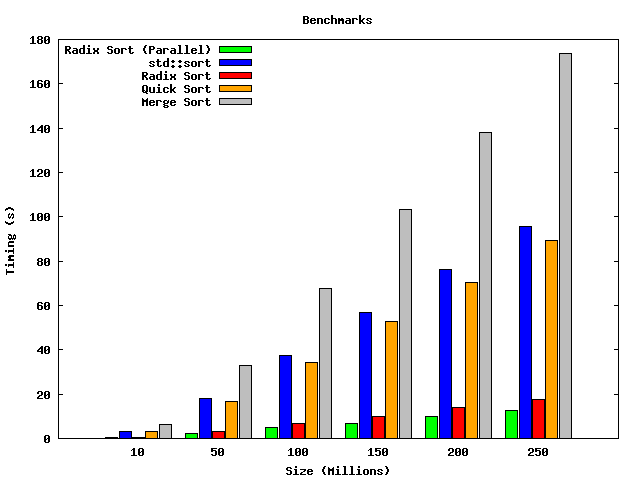 Benchmarks
180
160
140
120
100
80
60
40
20
0
Timing (s)
Radix Sort (Parallel)
std::sort
Radix Sort
Quick Sort
Merge Sort
10 50 100 150 200 250
Size (Millions)